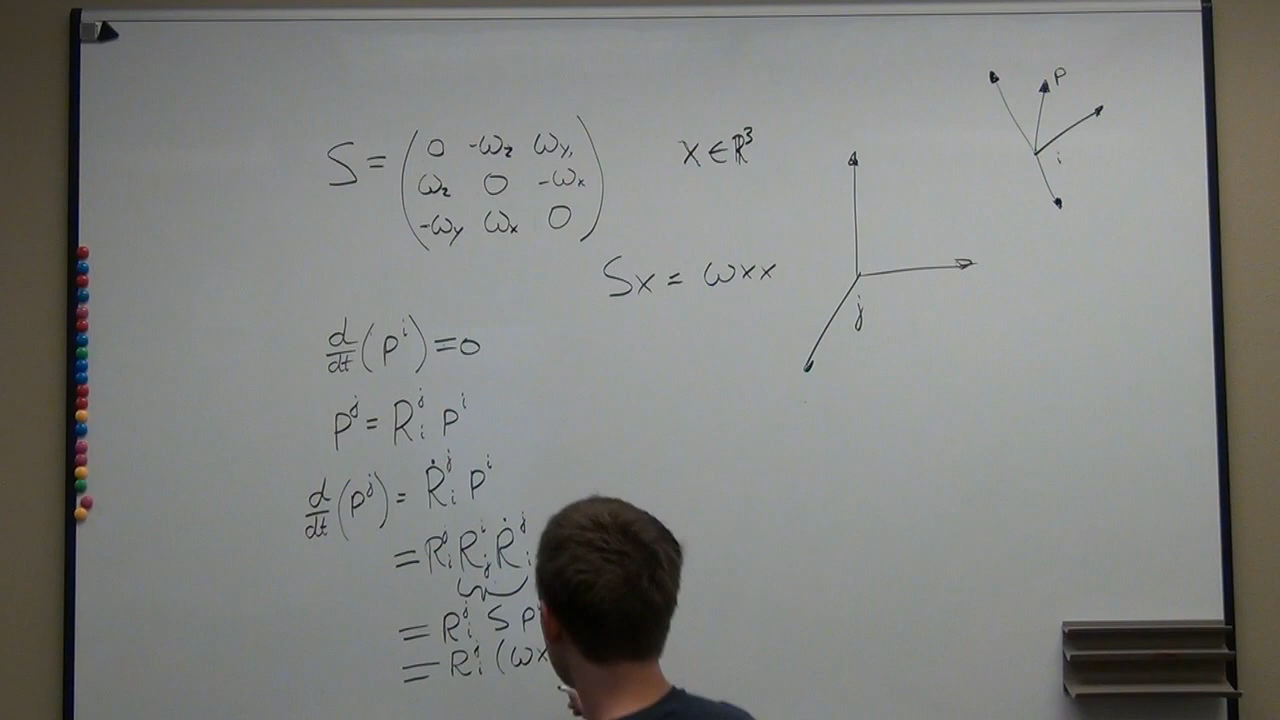 S = ( 0 -ω_z ω_y
ω_z 0 -ω_x
-ω_y ω_x 0 )
x ∈ ℝ³
Sx = ω×x
P
i
j
d/dt (p^i) = 0
p^j = R_i^j p^i
d/dt (p^j) = Ṙ_i^j p^i
= R_i^j R_j^i Ṙ_i^j
= R_i^j S p
= R_i^j (ω×